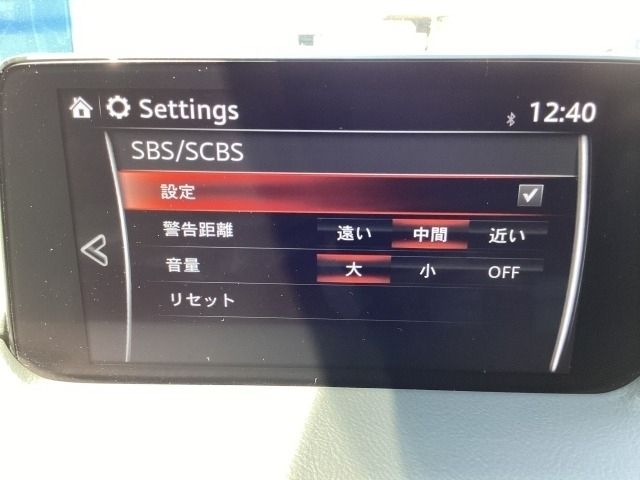 Settings 12:40
SBS/SCBS
設定
警告距離 遠い 中間 近い
音量 大 小 OFF
リセット